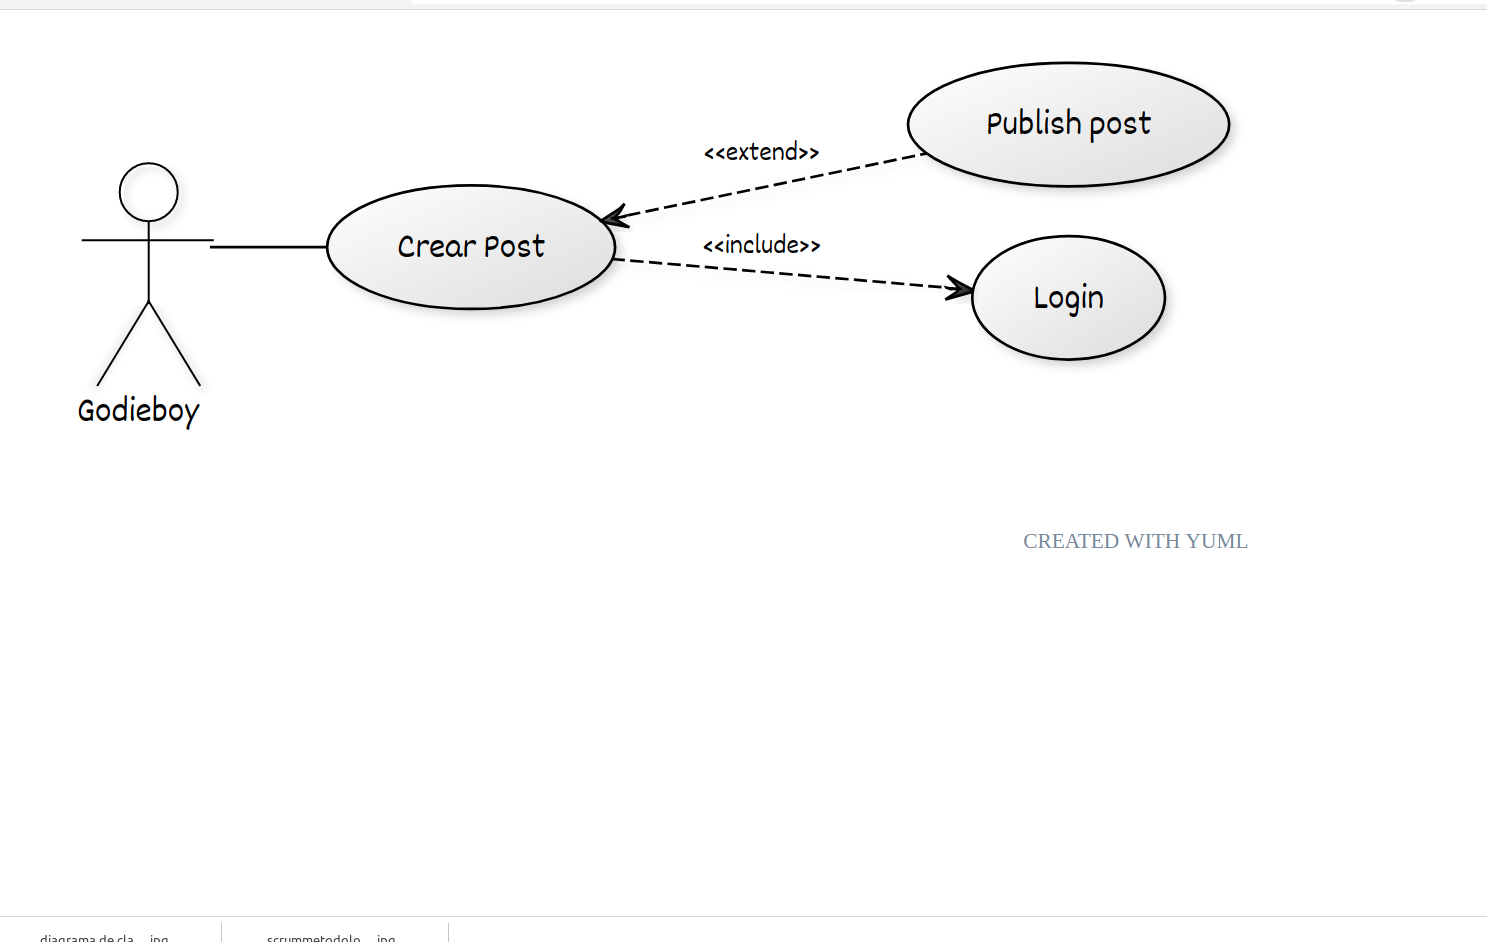 Publish post
<<extend>>
Crear Post
<<include>>
Login
Godieboy
CREATED WITH YUML
diagrama de cla....jpg
scrummetodolo....jpg